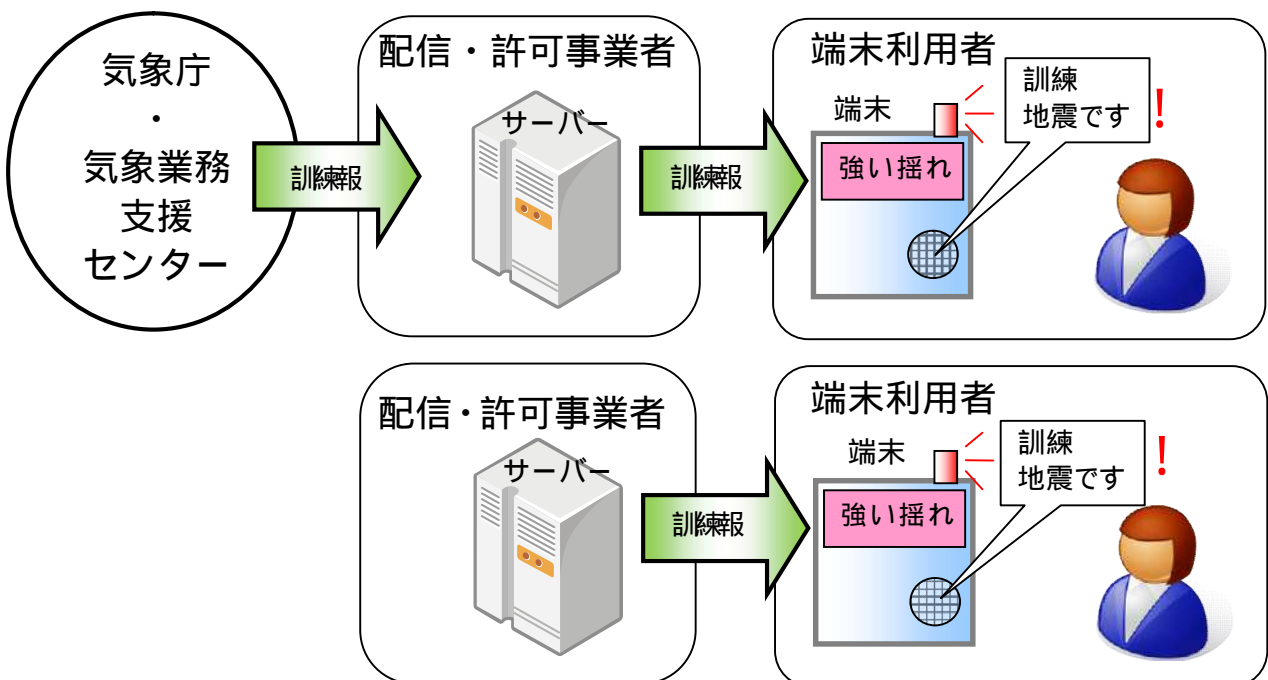 気象庁
・
気象業務
支援
センター
訓練報
配信・許可事業者
サーバー
訓練報
端末利用者
端末
訓練
地震です
!
強い揺れ
配信・許可事業者
サーバー
訓練報
端末利用者
端末
訓練
地震です
!
強い揺れ